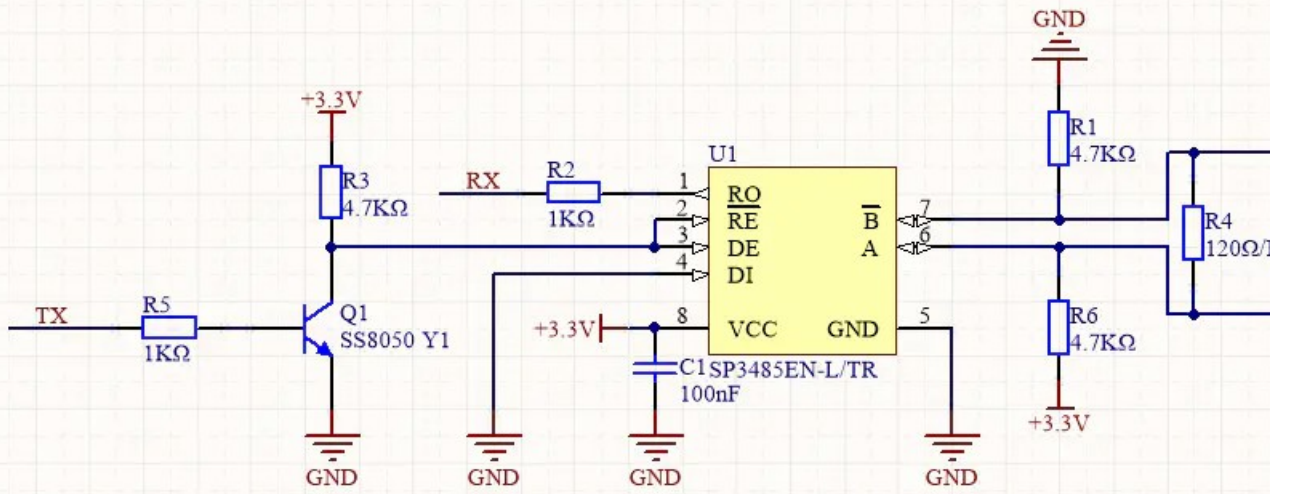 GND
+3.3V
R1
4.7KΩ
U1
R3
4.7KΩ
RX
R2
1KΩ
1
RO
2
RE
3
DE
4
DI
7
B
6
A
R4
120Ω/
TX
R5
1KΩ
Q1
SS8050 Y1
+3.3V
8
VCC
GND
5
R6
4.7KΩ
C1
100nF
SP3485EN-L/TR
+3.3V
GND
GND
GND
GND